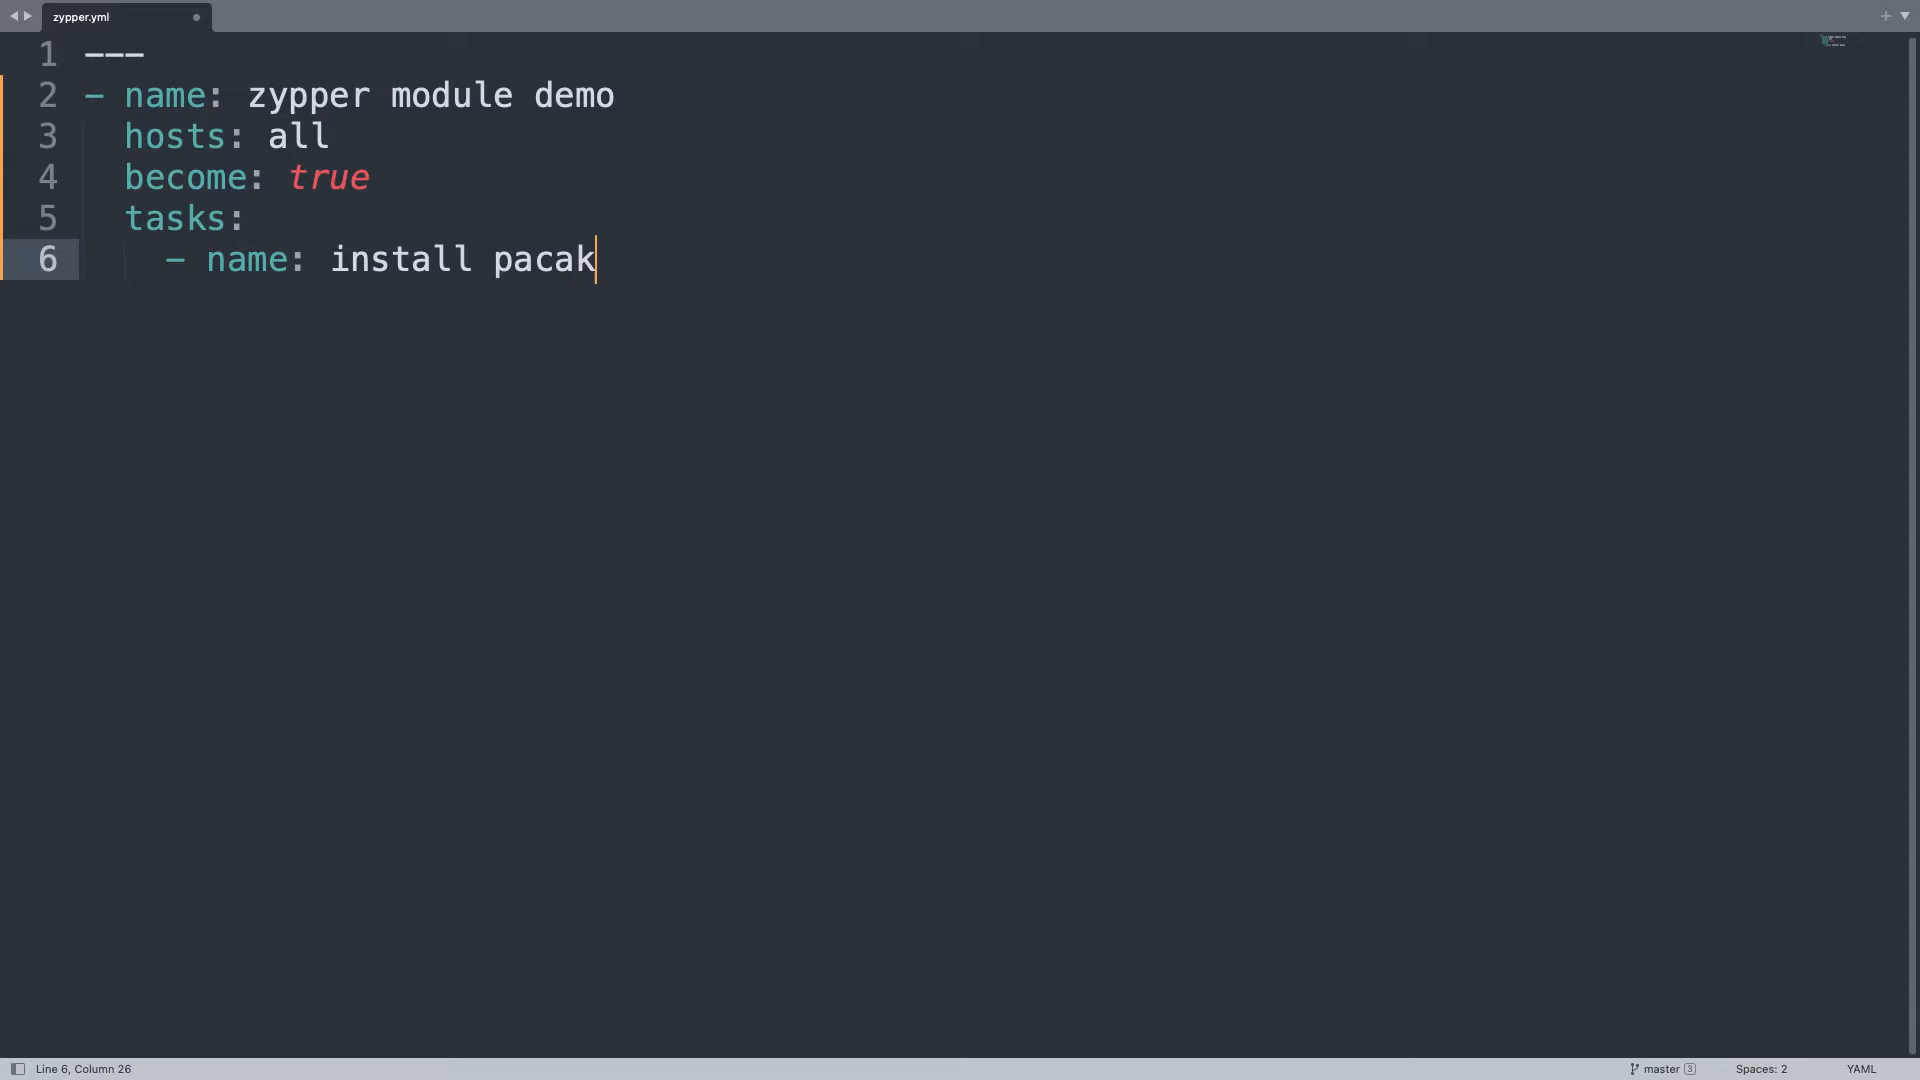 zypper.yml
1 ---
2 - name: zypper module demo
3   hosts: all
4   become: true
5   tasks:
6     - name: install pacak
Line 6, Column 26
master 3
Spaces: 2
YAML